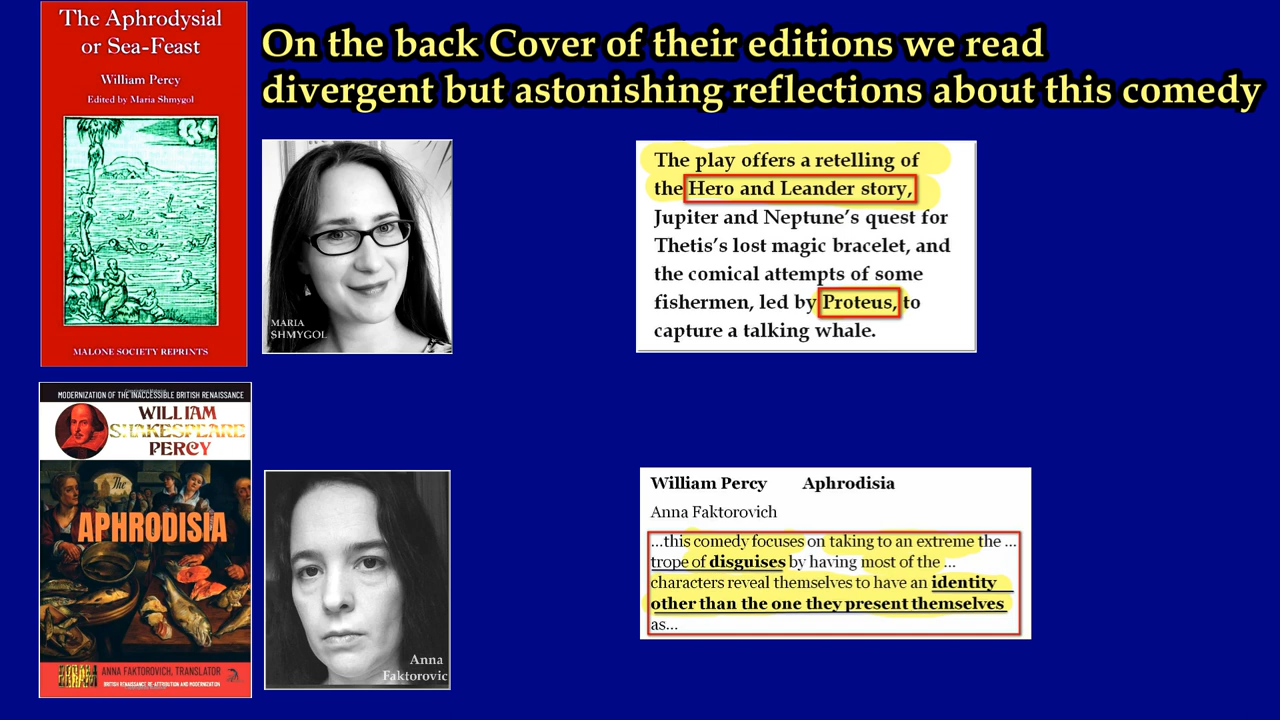 The Aphrodysial
or Sea-Feast
William Percy
Edited by Maria Shmygol
MALONE SOCIETY REPRINTS
On the back Cover of their editions we read
divergent but astonishing reflections about this comedy
MARIA
SHMYGOL
The play offers a retelling of
the Hero and Leander story,
Jupiter and Neptune's quest for
Thetis's lost magic bracelet, and
the comical attempts of some
fishermen, led by Proteus, to
capture a talking whale.
MODERNIZATION OF THE INACCESSIBLE BRITISH RENAISSANCE
WILLIAM
SHAKESPEARE
PERCY
The
APHRODISIA
ANNA FAKTOROVICH, TRANSLATOR
BRITISH RENAISSANCE RE-ATTRIBUTION AND MODERNIZATION
Anna
Faktorovic
William Percy Aphrodisia
Anna Faktorovich
...this comedy focuses on taking to an extreme the ...
trope of disguises by having most of the ...
characters reveal themselves to have an identity
other than the one they present themselves
as...